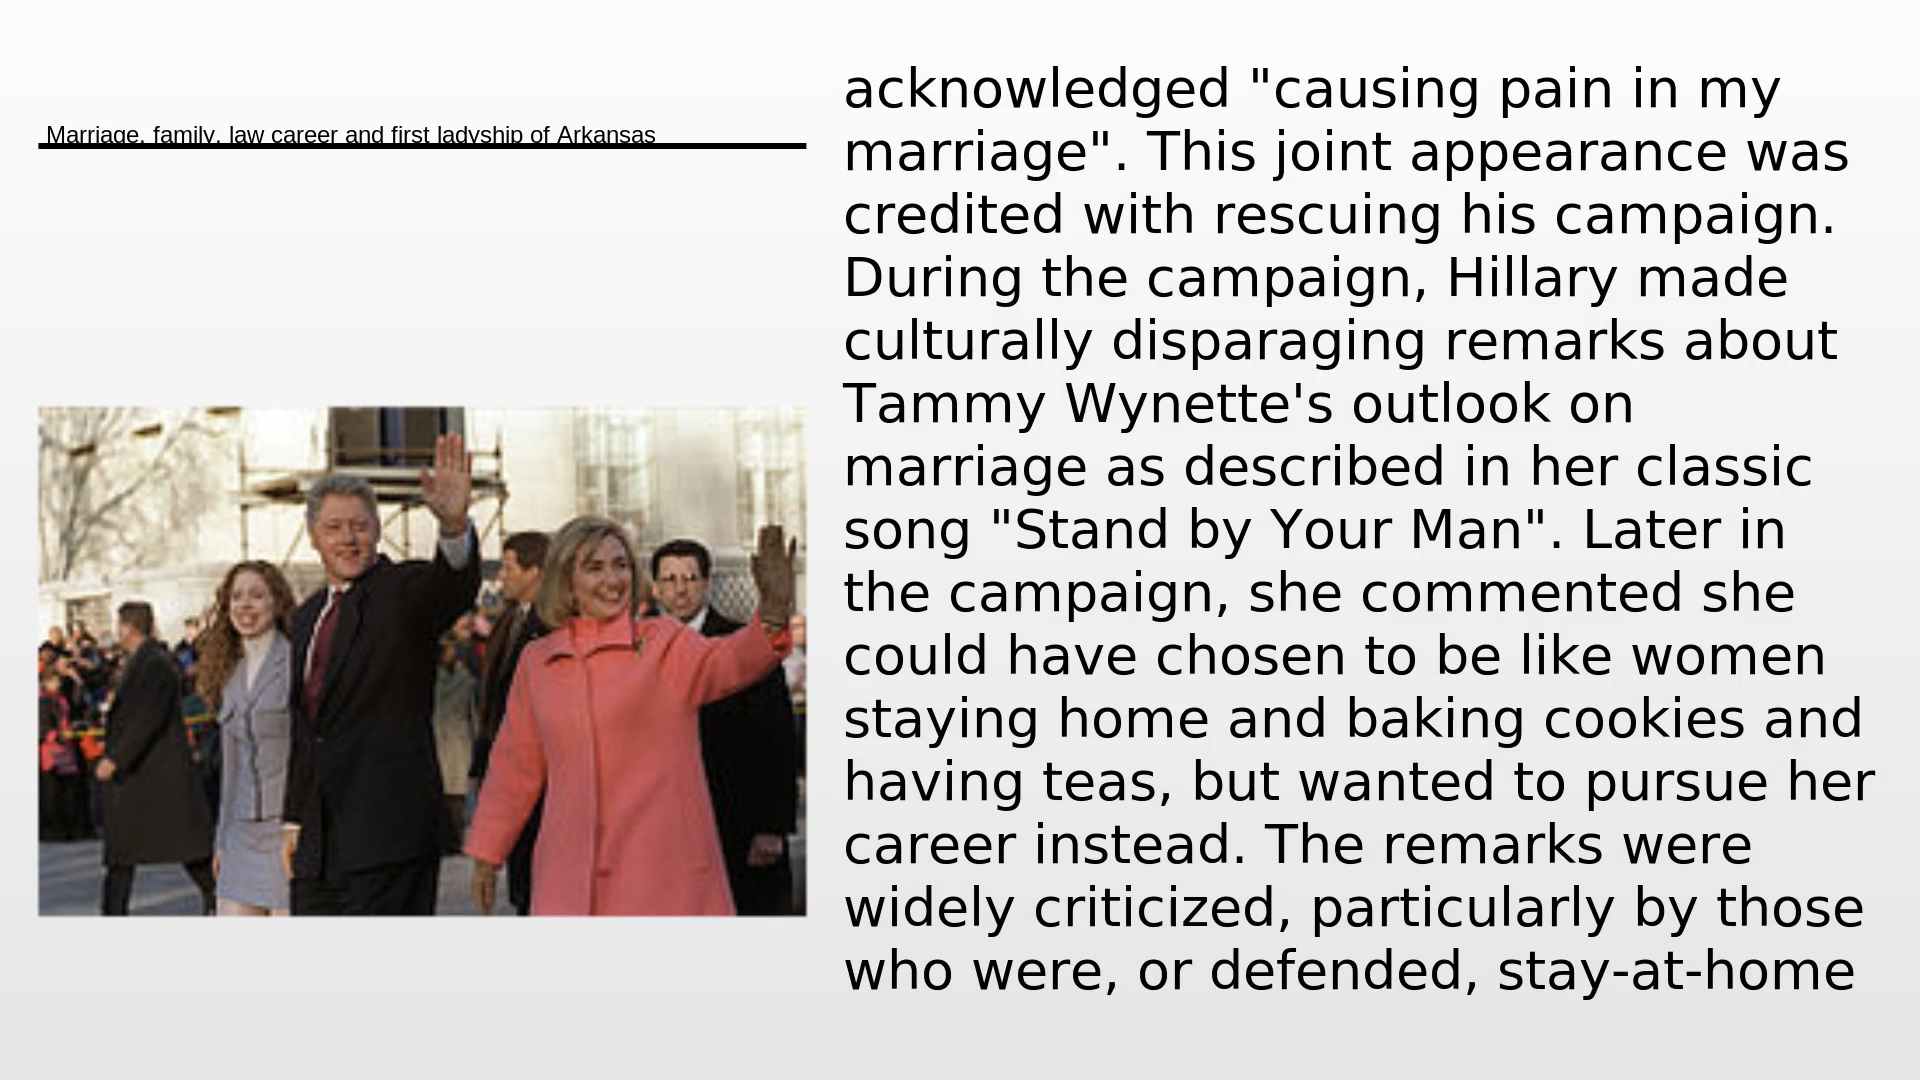 Marriage, family, law career and first ladyship of Arkansas
acknowledged "causing pain in my
marriage". This joint appearance was
credited with rescuing his campaign.
During the campaign, Hillary made
culturally disparaging remarks about
Tammy Wynette's outlook on
marriage as described in her classic
song "Stand by Your Man". Later in
the campaign, she commented she
could have chosen to be like women
staying home and baking cookies and
having teas, but wanted to pursue her
career instead. The remarks were
widely criticized, particularly by those
who were, or defended, stay-at-home